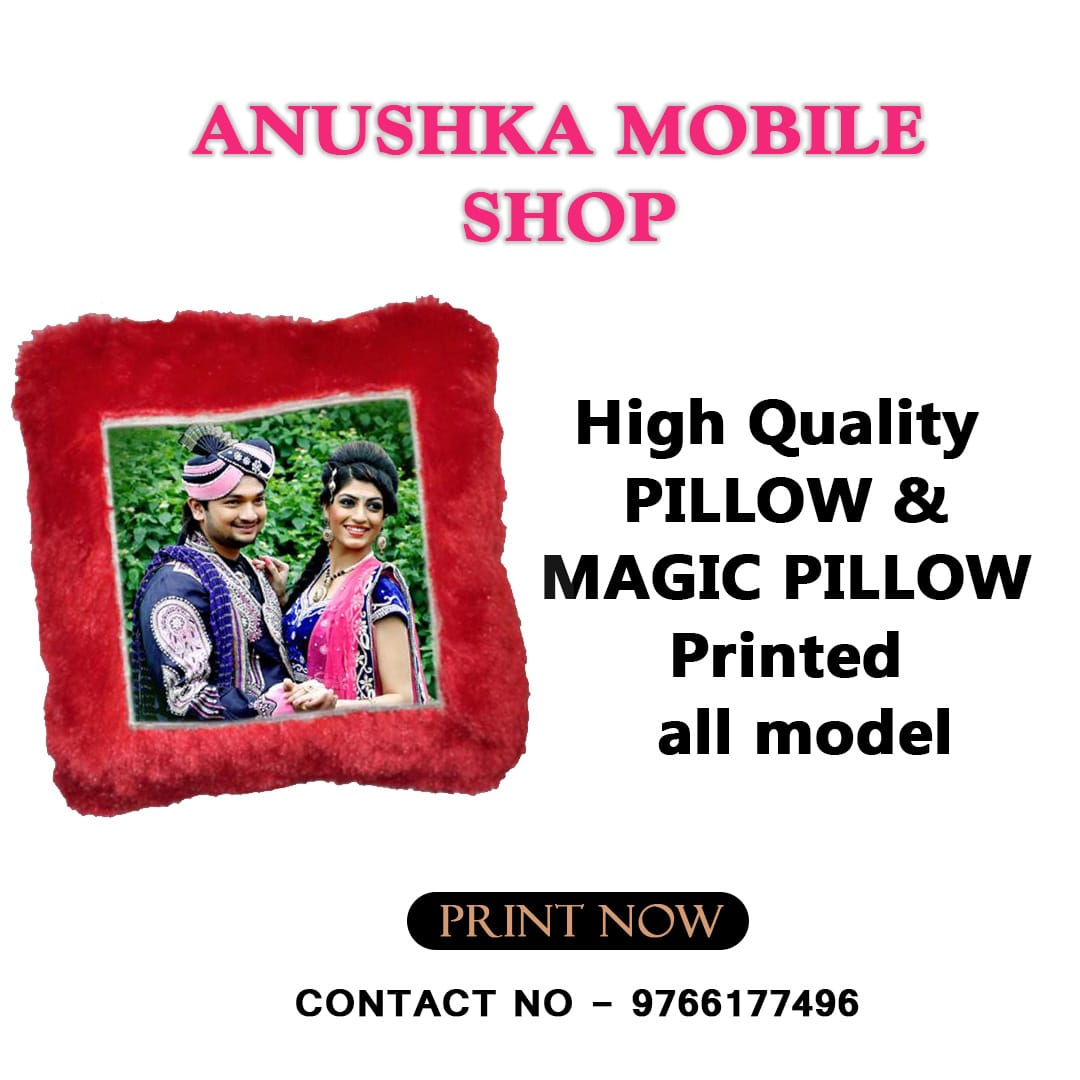 ANUSHKA MOBILE
SHOP
High Quality
PILLOW &
MAGIC PILLOW
Printed
all model
PRINT NOW
CONTACT NO – 9766177496